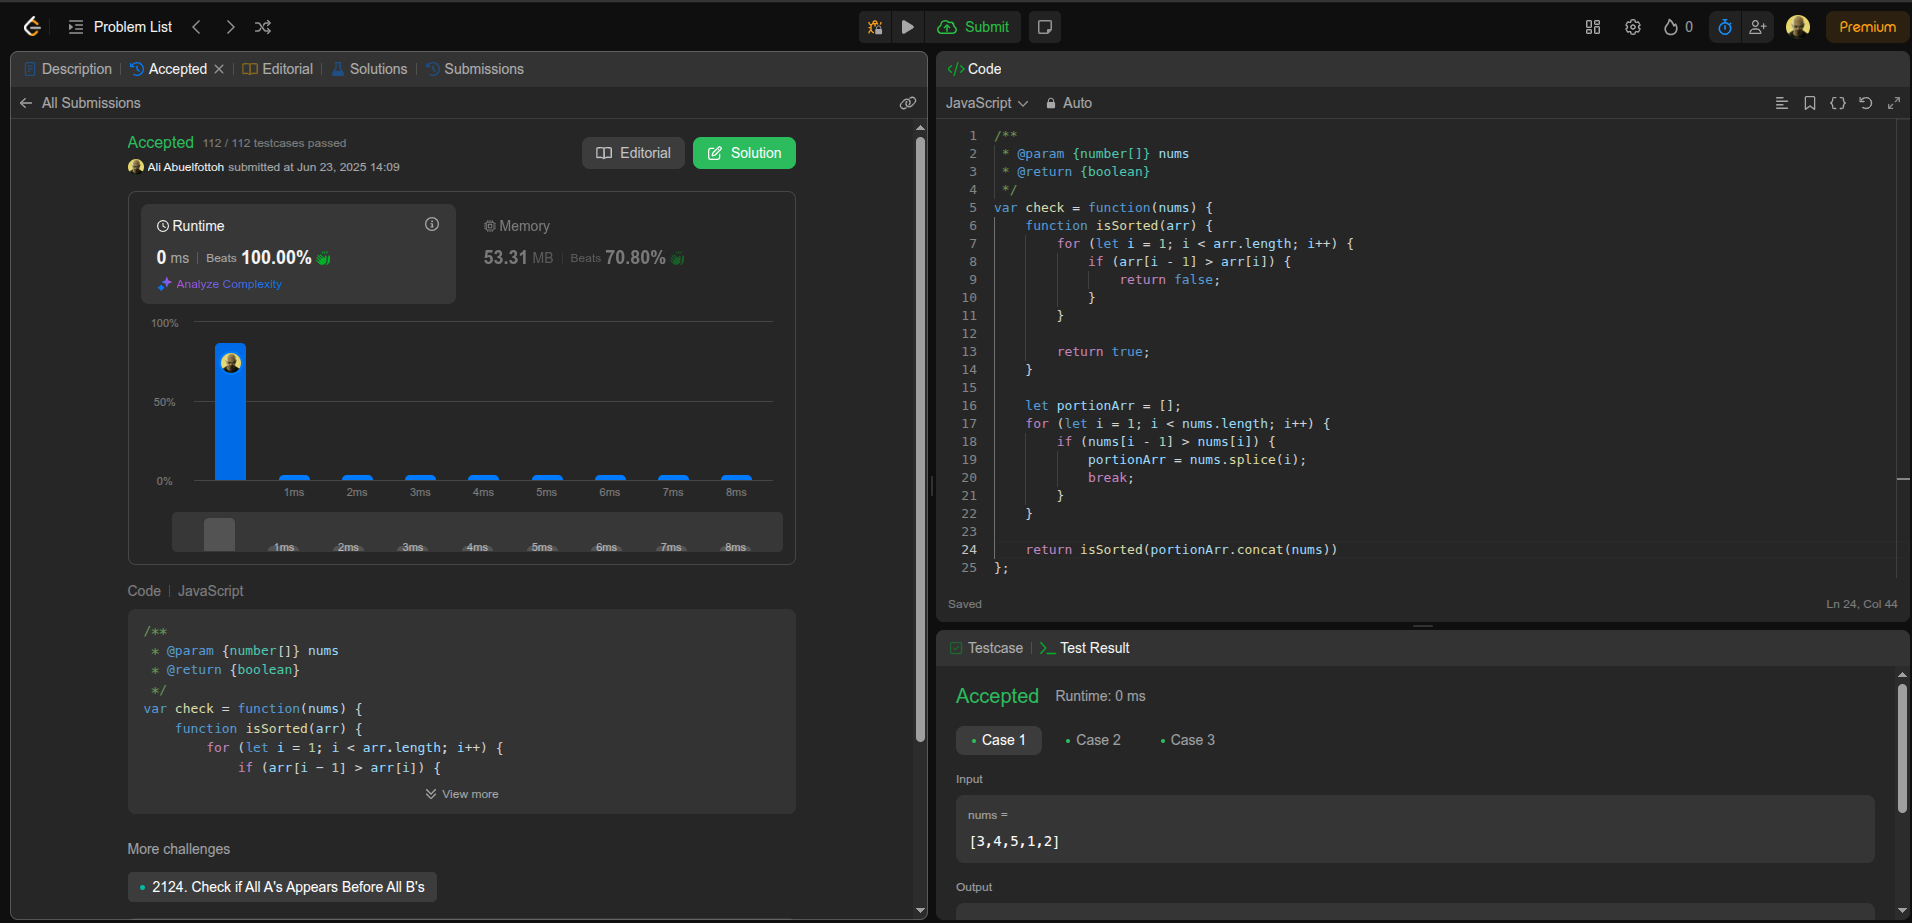 Problem List
Submit
0
Premium
Description
Accepted
Editorial
Solutions
Submissions
All Submissions
Accepted 112 / 112 testcases passed
Ali Abuelfottoh submitted at Jun 23, 2025 14:09
Editorial
Solution
Runtime
0 ms Beats 100.00%
Analyze Complexity
Memory
53.31 MB Beats 70.80%
100%
50%
0%
1ms 2ms 3ms 4ms 5ms 6ms 7ms 8ms
1ms 2ms 3ms 4ms 5ms 6ms 7ms 8ms
Code | JavaScript
/**
 * @param {number[]} nums
 * @return {boolean}
 */
var check = function(nums) {
    function isSorted(arr) {
        for (let i = 1; i < arr.length; i++) {
            if (arr[i - 1] > arr[i]) {
View more
More challenges
2124. Check if All A's Appears Before All B's
</> Code
JavaScript
Auto
1 /**
2  * @param {number[]} nums
3  * @return {boolean}
4  */
5 var check = function(nums) {
6     function isSorted(arr) {
7         for (let i = 1; i < arr.length; i++) {
8             if (arr[i - 1] > arr[i]) {
9                 return false;
10             }
11         }
12
13         return true;
14     }
15
16     let portionArr = [];
17     for (let i = 1; i < nums.length; i++) {
18         if (nums[i - 1] > nums[i]) {
19             portionArr = nums.splice(i);
20             break;
21         }
22     }
23
24     return isSorted(portionArr.concat(nums))
25 };
Saved
Ln 24, Col 44
Testcase
Test Result
Accepted Runtime: 0 ms
Case 1
Case 2
Case 3
Input
nums =
[3,4,5,1,2]
Output